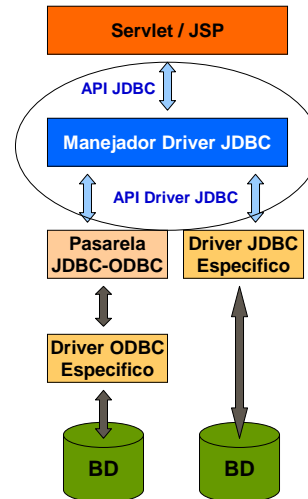 Servlet / JSP
API JDBC
Manejador Driver JDBC
API Driver JDBC
Pasarela
JDBC-ODBC
Driver JDBC
Especifico
Driver ODBC
Especifico
BD
BD